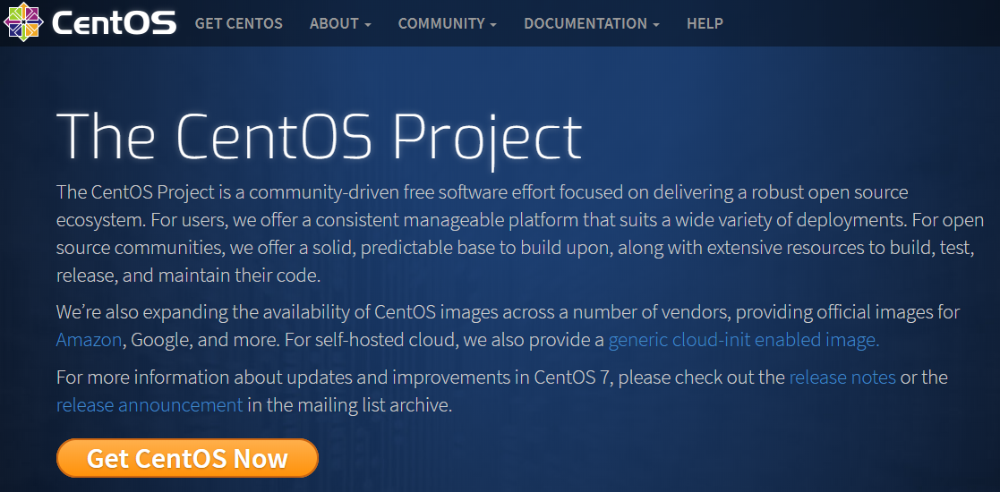 CentOS GET CENTOS ABOUT COMMUNITY DOCUMENTATION HELP
The CentOS Project
The CentOS Project is a community-driven free software effort focused on delivering a robust open source
ecosystem. For users, we offer a consistent manageable platform that suits a wide variety of deployments. For open
source communities, we offer a solid, predictable base to build upon, along with extensive resources to build, test,
release, and maintain their code.
We’re also expanding the availability of CentOS images across a number of vendors, providing official images for
Amazon, Google, and more. For self-hosted cloud, we also provide a generic cloud-init enabled image.
For more information about updates and improvements in CentOS 7, please check out the release notes or the
release announcement in the mailing list archive.
Get CentOS Now